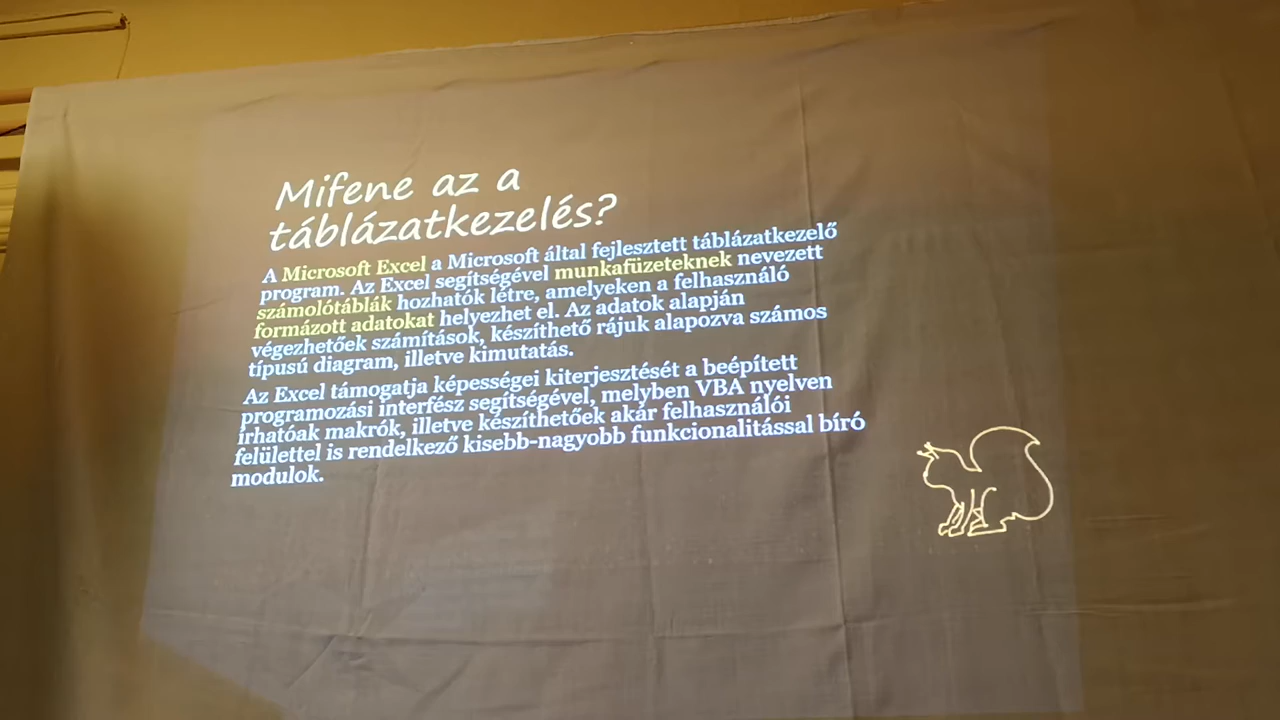 Mifene az a
táblázatkezelés?
A Microsoft Excel a Microsoft által fejlesztett táblázatkezelő
program. Az Excel segítségével munkafüzeteknek nevezett
számolótáblák hozhatók létre, amelyeken a felhasználó
formázott adatokat helyezhet el. Az adatok alapján
végezhetőek számítások, készíthető rájuk alapozva számos
típusú diagram, illetve kimutatás.
Az Excel támogatja képességei kiterjesztését a beépített
programozási interfész segítségével, melyben VBA nyelven
írhatóak makrók, illetve készíthetőek akár felhasználói
felülettel is rendelkező kisebb-nagyobb funkcionalitással bíró
modulok.